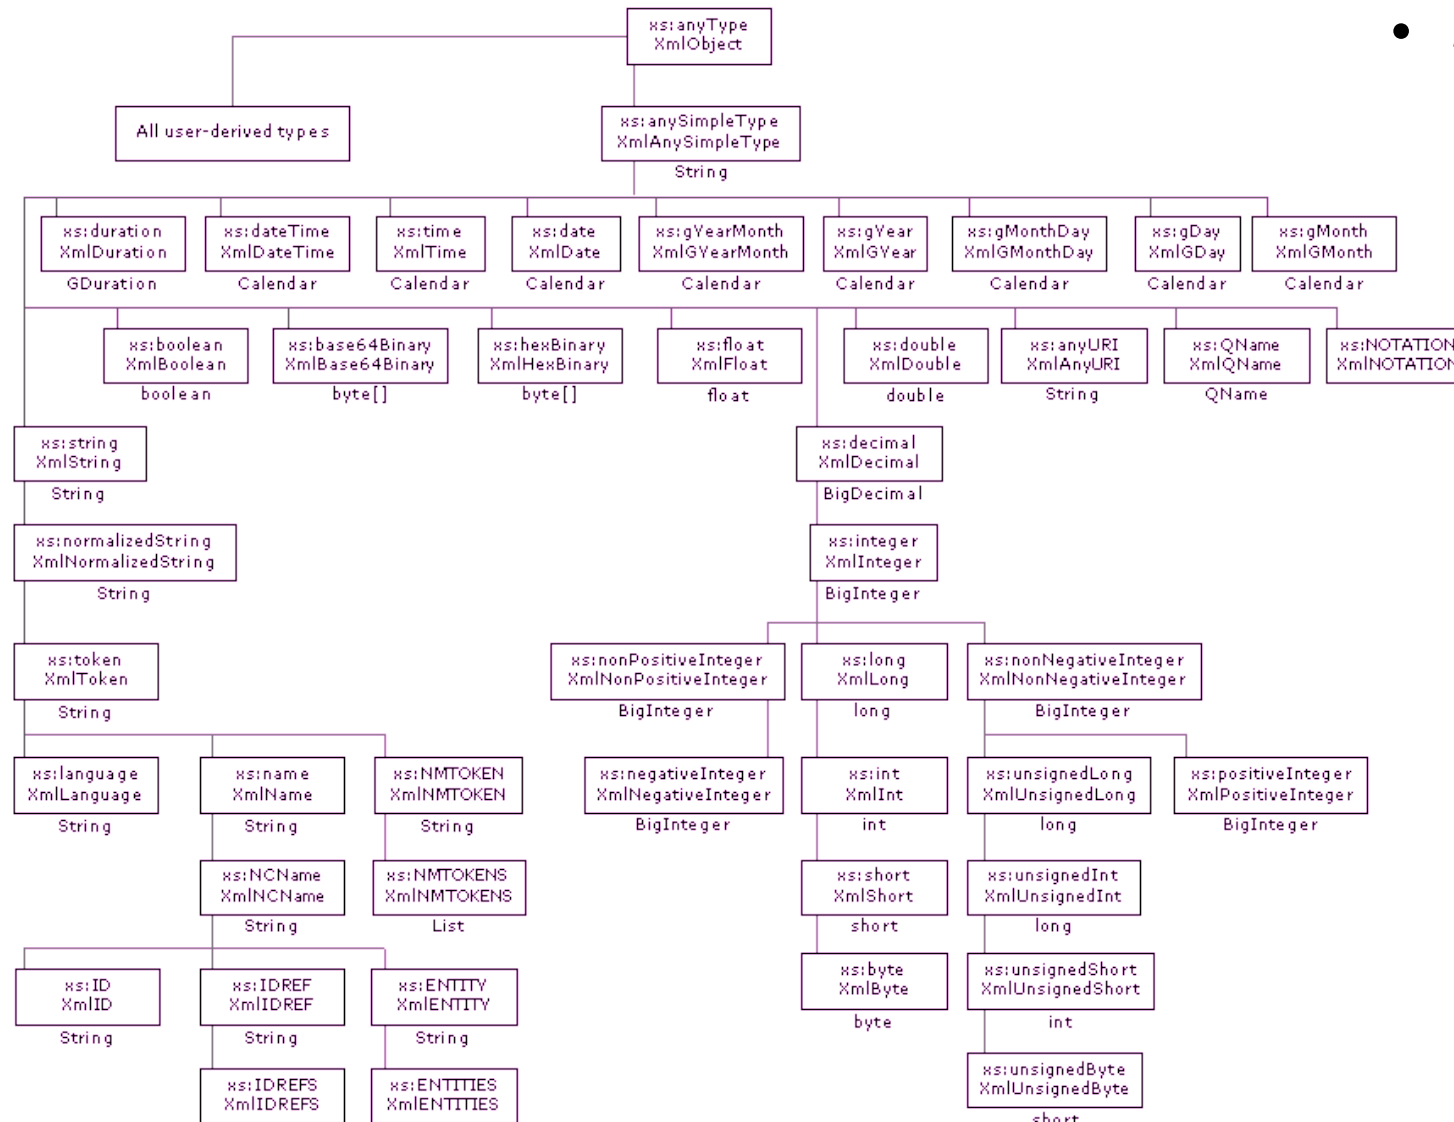 xs:anyType
XmlObject
All user-derived types
xs:anySimpleType
XmlAnySimpleType
String
xs:duration
XmlDuration
GDuration
xs:dateTime
XmlDateTime
Calendar
xs:time
XmlTime
Calendar
xs:date
XmlDate
Calendar
xs:gYearMonth
XmlGYearMonth
Calendar
xs:gYear
XmlGYear
Calendar
xs:gMonthDay
XmlGMonthDay
Calendar
xs:gDay
XmlGDay
Calendar
xs:gMonth
XmlGMonth
Calendar
xs:boolean
XmlBoolean
boolean
xs:base64Binary
XmlBase64Binary
byte[]
xs:hexBinary
XmlHexBinary
byte[]
xs:float
XmlFloat
float
xs:double
XmlDouble
double
xs:anyURI
XmlAnyURI
String
xs:QName
XmlQName
QName
xs:NOTATION
XmlNOTATION
xs:string
XmlString
String
xs:decimal
XmlDecimal
BigDecimal
xs:normalizedString
XmlNormalizedString
String
xs:integer
XmlInteger
BigInteger
xs:token
XmlToken
String
xs:nonPositiveInteger
XmlNonPositiveInteger
BigInteger
xs:long
XmlLong
long
xs:nonNegativeInteger
XmlNonNegativeInteger
BigInteger
xs:language
XmlLanguage
String
xs:name
XmlName
String
xs:NMTOKEN
XmlNMTOKEN
String
xs:negativeInteger
XmlNegativeInteger
BigInteger
xs:int
XmlInt
int
xs:unsignedLong
XmlUnsignedLong
long
xs:positiveInteger
XmlPositiveInteger
BigInteger
xs:NCName
XmlNCName
String
xs:NMTOKENS
XmlNMTOKENS
List
xs:short
XmlShort
short
xs:unsignedInt
XmlUnsignedInt
long
xs:ID
XmlID
String
xs:IDREF
XmlIDREF
String
xs:ENTITY
XmlENTITY
String
xs:byte
XmlByte
byte
xs:unsignedShort
XmlUnsignedShort
int
xs:IDREFS
XmlIDREFS
xs:ENTITIES
XmlENTITIES
xs:unsignedByte
XmlUnsignedByte
short